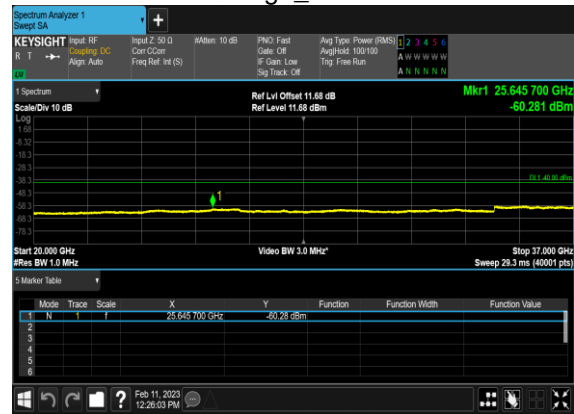 Spectrum Analyzer 1
Swept SA
+
KEYSIGHT Input: RF Input Z: 50 Ω #Atten: 10 dB PNO: Fast Avg Type: Power (RMS) 1 2 3 4 5 6
R T Coupling: DC Corr CCorr Gate: Off Avg|Hold: 100/100 A W W W W W
Align: Auto Freq Ref: Int (S) IF Gain: Low Trig: Free Run
Sig Track: Off A N N N N N
1 Spectrum
Ref Lvl Offset 11.68 dB Mkr1 25.645 700 GHz
Scale/Div 10 dB Ref Level 11.68 dBm -60.281 dBm
Log
1.68
-8.32
-18.3
-28.3
-38.3 DL1 -40.00 dBm
-48.3
1
-58.3
-68.3
-78.3
Start 20.000 GHz Video BW 3.0 MHz* Stop 37.000 GHz
#Res BW 1.0 MHz Sweep 29.3 ms (40001 pts)
5 Marker Table
Mode Trace Scale X Y Function Function Width Function Value
1 N 1 f 25.645 700 GHz -60.28 dBm
2
3
4
5
6
? Feb 11, 2023
12:26:03 PM